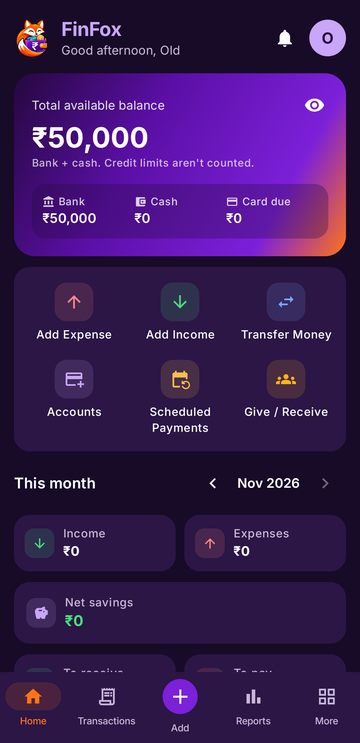 FinFox
Good afternoon, Old
O
Total available balance
₹50,000
Bank + cash. Credit limits aren't counted.
Bank Cash Card due
₹50,000 ₹0 ₹0
Add Expense Add Income Transfer Money
Accounts Scheduled Payments Give / Receive
This month Nov 2026
Income Expenses
₹0 ₹0
Net savings
₹0
Home Transactions Add Reports More